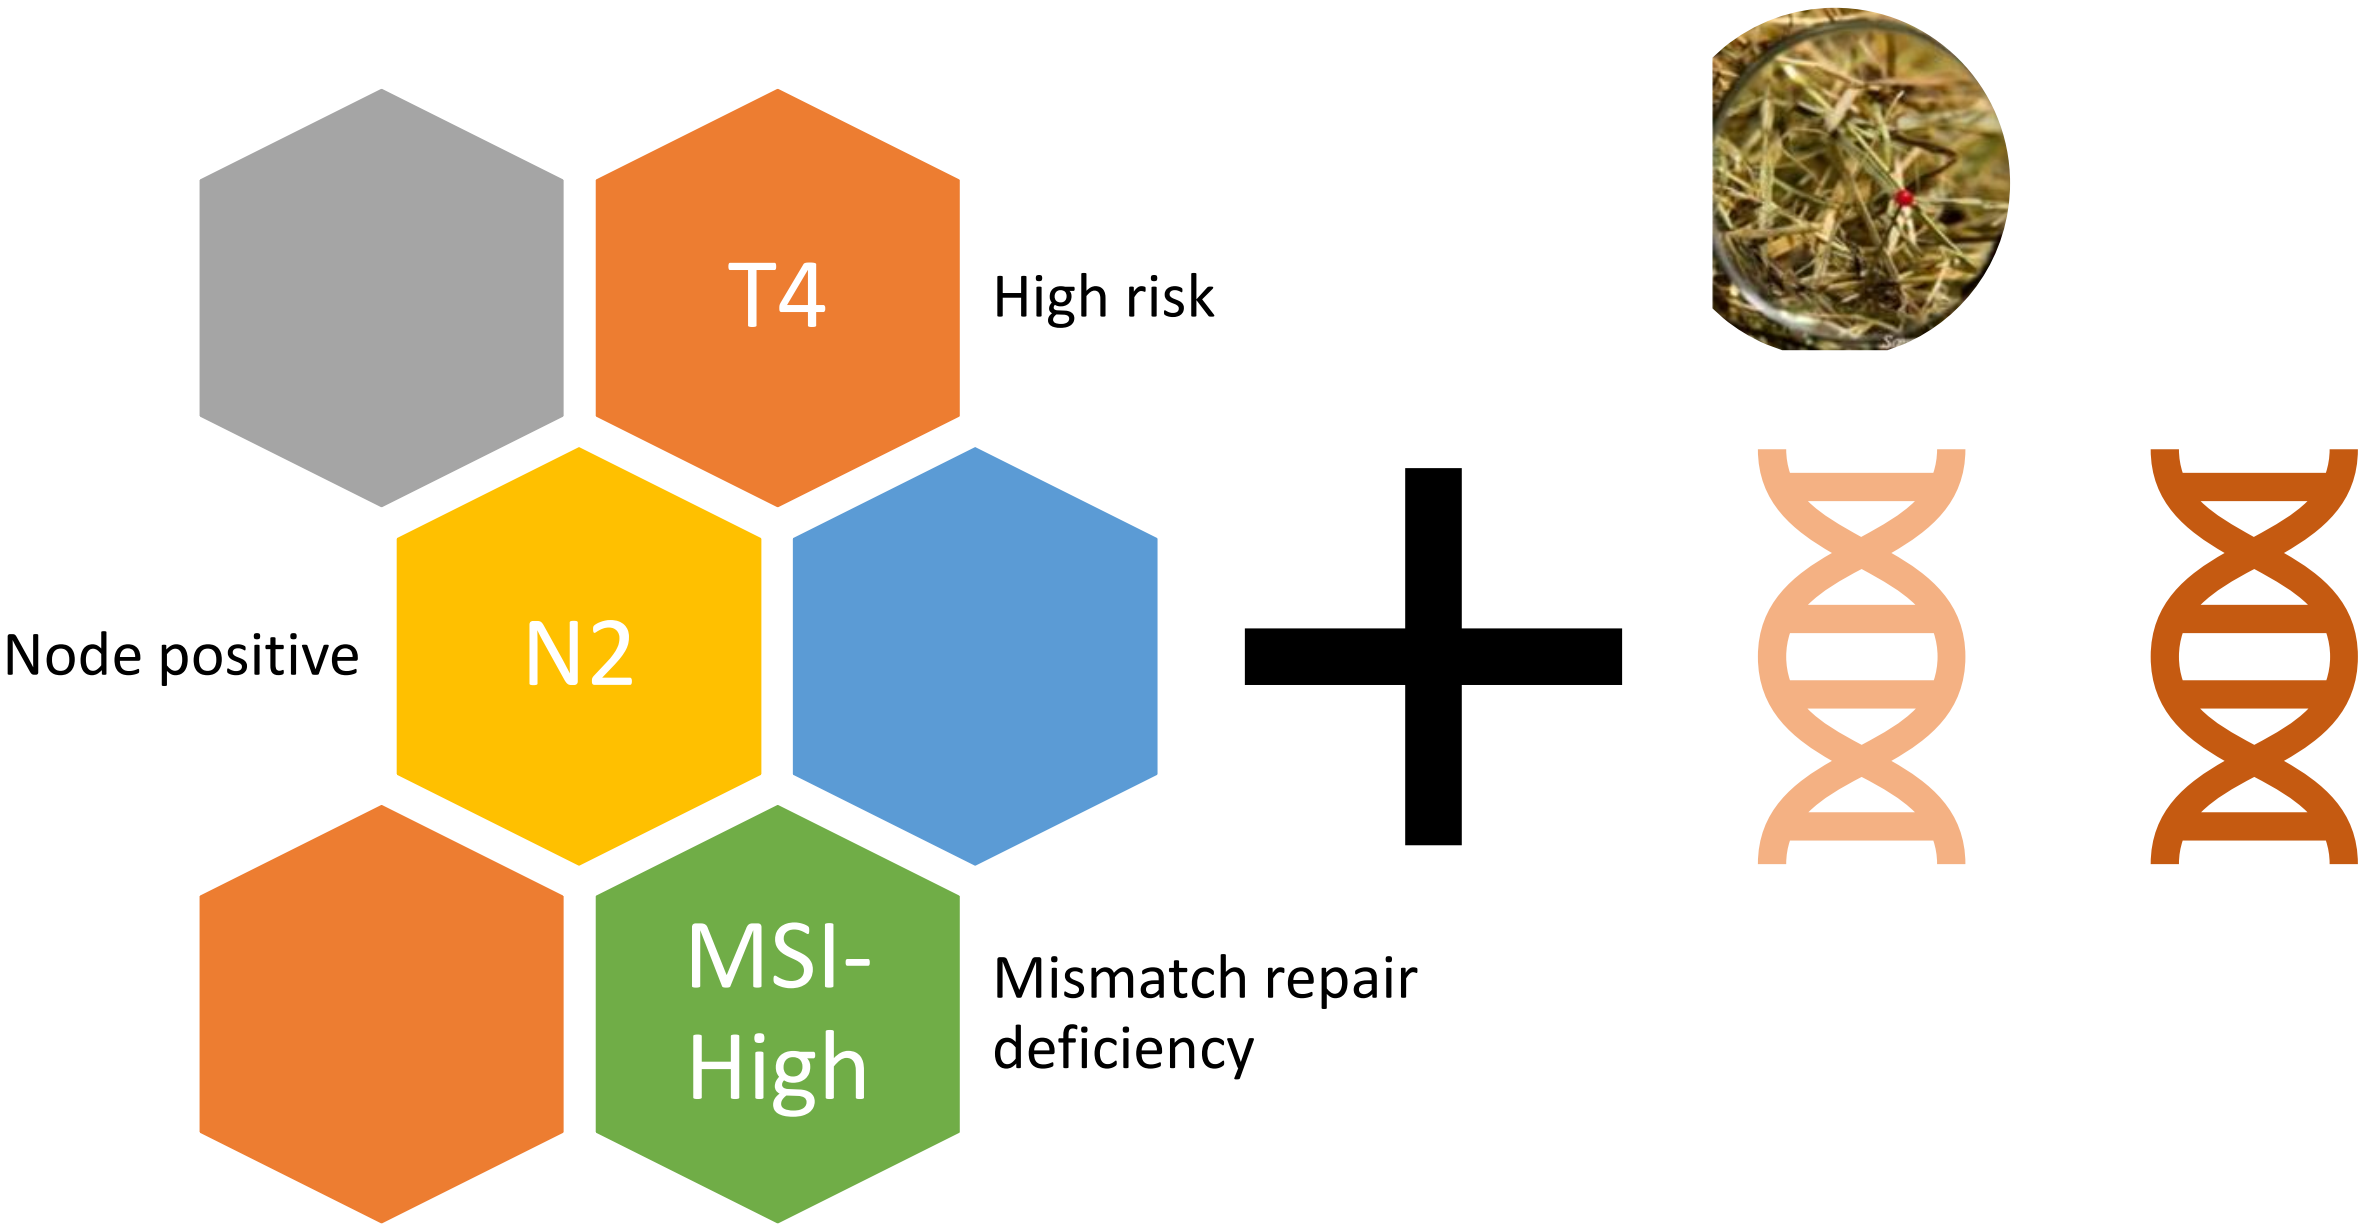 T4
High risk
Node positive
N2
MSI-
High
Mismatch repair
deficiency